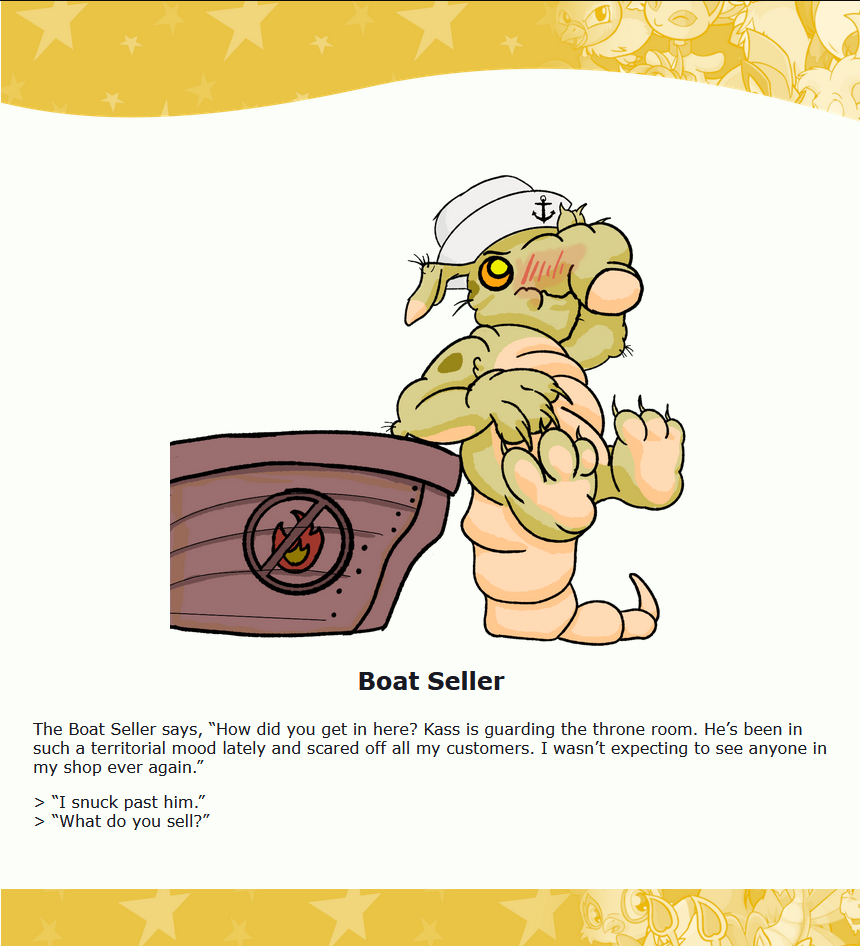 Boat Seller
The Boat Seller says, “How did you get in here? Kass is guarding the throne room. He’s been in
such a territorial mood lately and scared off all my customers. I wasn’t expecting to see anyone in
my shop ever again.”
> “I snuck past him.”
> “What do you sell?”